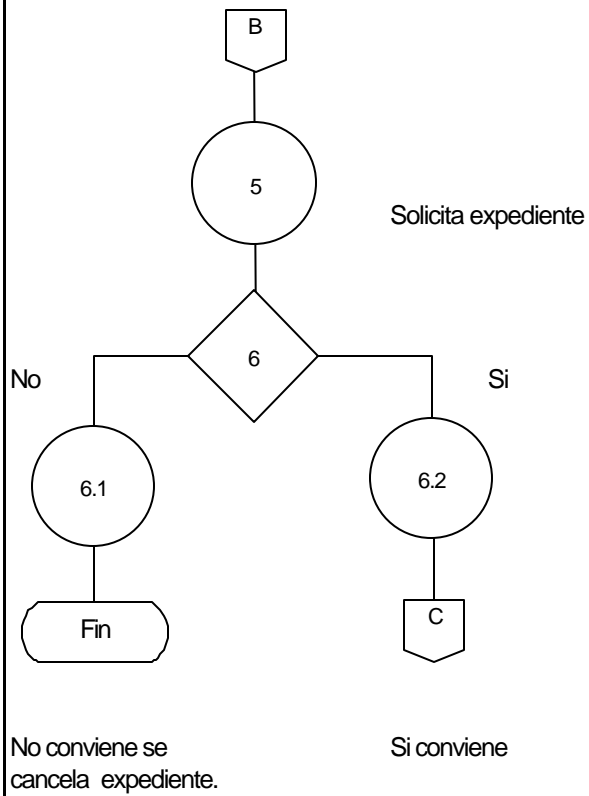 B
5
Solicita expediente
6
No
Si
6.1
6.2
Fin
C
No conviene se
cancela expediente.
Si conviene